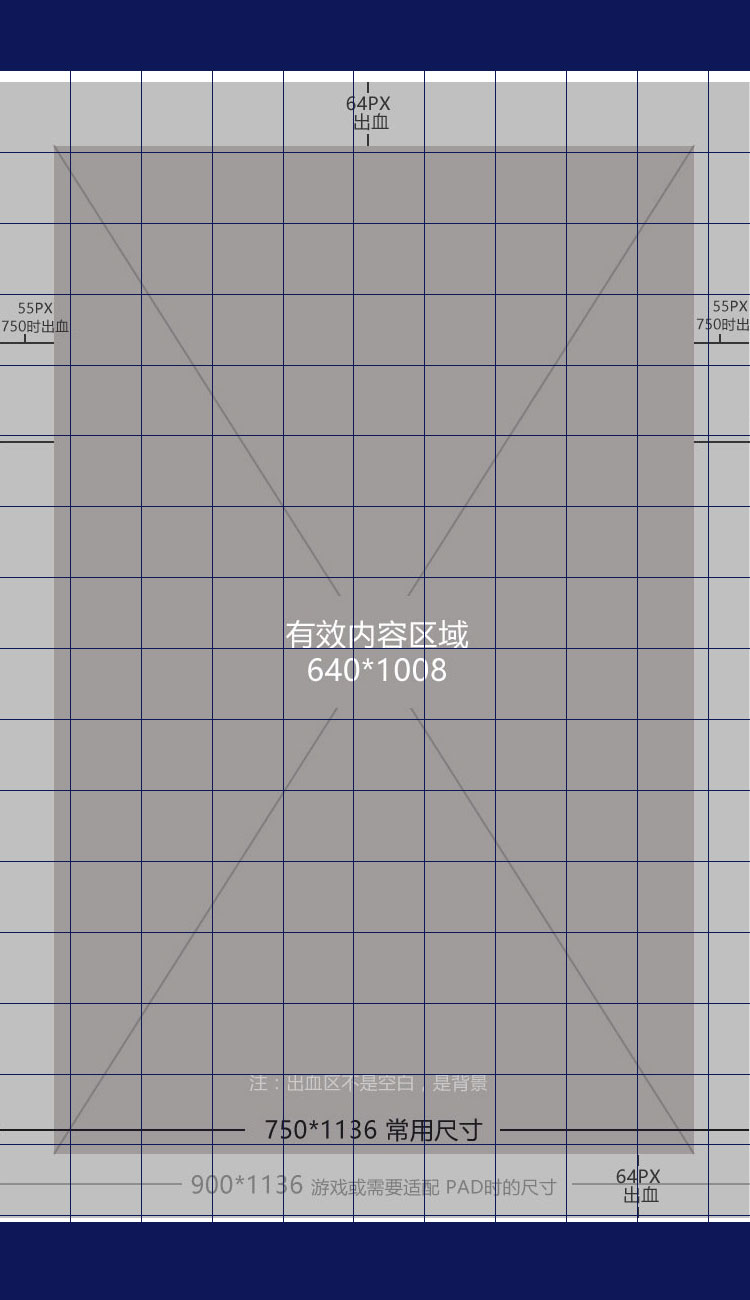 64PX
出血
55PX
750时出血
55PX
750时出
有效内容区域
640*1008
注：出血区不是空白，是背景
750*1136 常用尺寸
900*1136 游戏或需要适配 PAD时的尺寸
64PX
出血